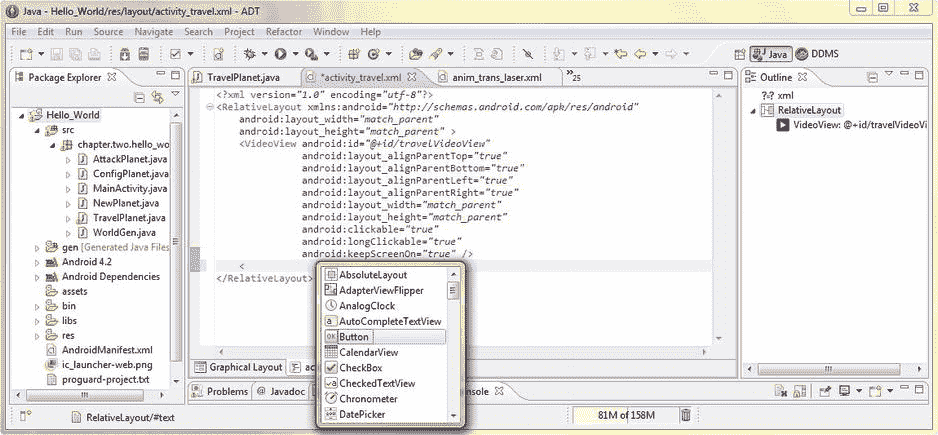 Java - Hello_World/res/layout/activity_travel.xml - ADT
File Edit Run Source Navigate Search Project Refactor Window Help
Java DDMS
Package Explorer
Hello_World
src
chapter.two.hello_wo
AttackPlanet.java
ConfigPlanet.java
MainActivity.java
NewPlanet.java
TravelPlanet.java
WorldGen.java
gen [Generated Java Files
Android 4.2
Android Dependencies
assets
bin
libs
res
AndroidManifest.xml
ic_launcher-web.png
proguard-project.txt
TravelPlanet.java *activity_travel.xml anim_trans_laser.xml »25
<?xml version="1.0" encoding="utf-8"?>
<RelativeLayout xmlns:android="http://schemas.android.com/apk/res/android"
android:layout_width="match_parent"
android:layout_height="match_parent" >
<VideoView android:id="@+id/travelVideoView"
android:layout_alignParentTop="true"
android:layout_alignParentBottom="true"
android:layout_alignParentLeft="true"
android:layout_alignParentRight="true"
android:layout_width="match_parent"
android:layout_height="match_parent"
android:clickable="true"
android:longClickable="true"
android:keepScreenOn="true" />
<
</RelativeLayout>
AbsoluteLayout
AdapterViewFlipper
AnalogClock
AutoCompleteTextView
Button
CalendarView
CheckBox
CheckedTextView
Chronometer
DatePicker
Graphical Layout ac
Problems Javadoc nsole
Outline
xml
RelativeLayout
VideoView: @+id/travelVideoVi
RelativeLayout/#text
81M of 158M